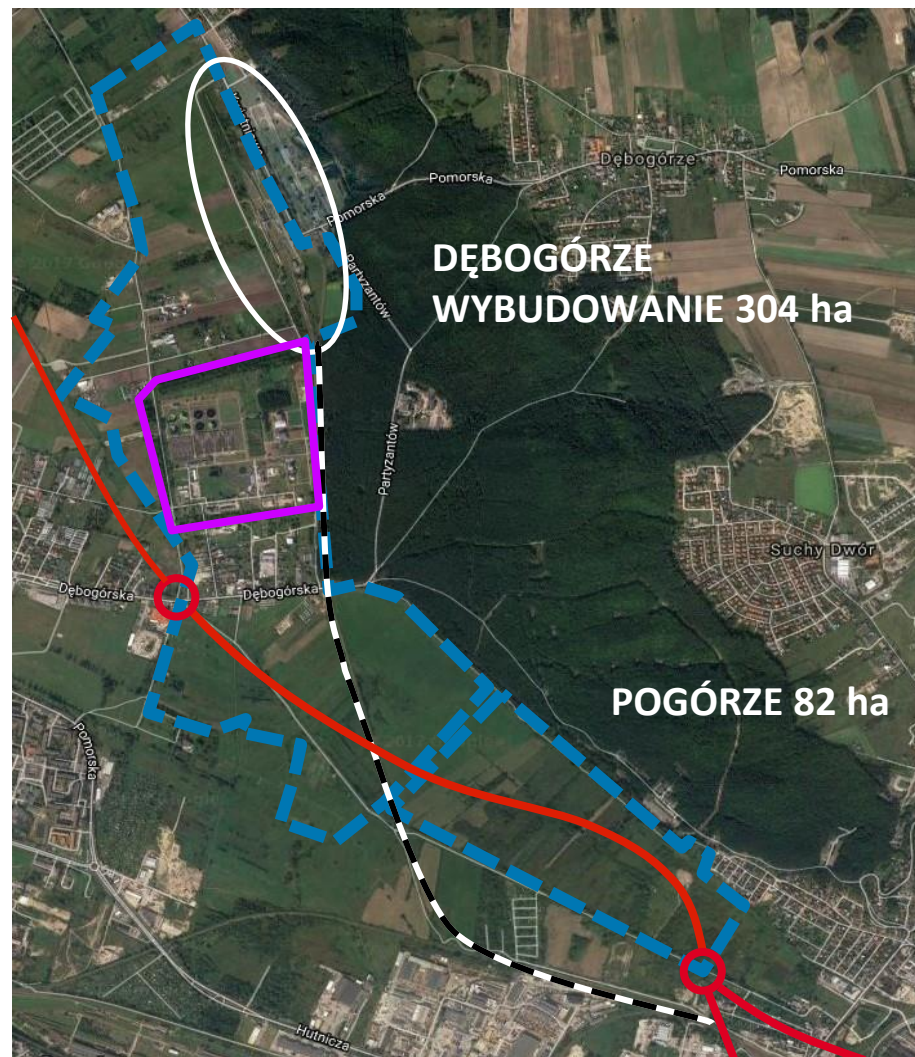 Dębogórze
Pomorska
Pomorska
Pomorska
Partyzantów
DĘBOGÓRZE
WYBUDOWANIE 304 ha
Partyzantów
Suchy Dwór
Dębogórska
Dębogórska
POGÓRZE 82 ha
Pomorska
Hutnicza